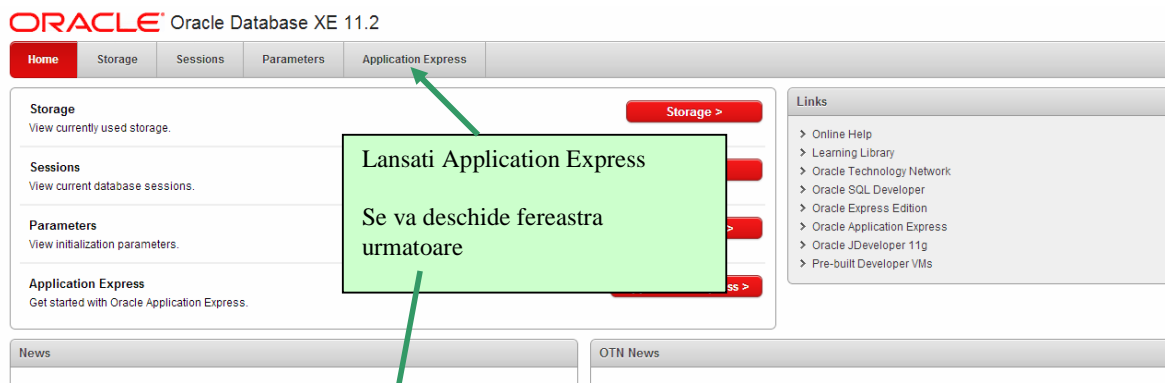 ORACLE Oracle Database XE 11.2
Home Storage Sessions Parameters Application Express
Storage
View currently used storage.
Storage >
Sessions
View current database sessions.
Parameters
View initialization parameters.
>
Application Express
Get started with Oracle Application Express.
ss >
Lansati Application Express
Se va deschide fereastra
urmatoare
Links
> Online Help
> Learning Library
> Oracle Technology Network
> Oracle SQL Developer
> Oracle Express Edition
> Oracle Application Express
> Oracle JDeveloper 11g
> Pre-built Developer VMs
News
OTN News